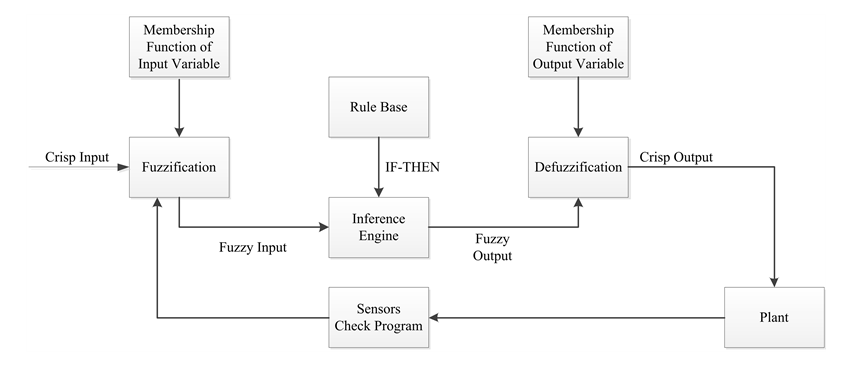 Membership
Function of
Input Variable
Membership
Function of
Output Variable
Rule Base
Crisp Input
Fuzzification
IF-THEN
Defuzzification
Crisp Output
Inference
Engine
Fuzzy Input
Fuzzy
Output
Sensors
Check Program
Plant